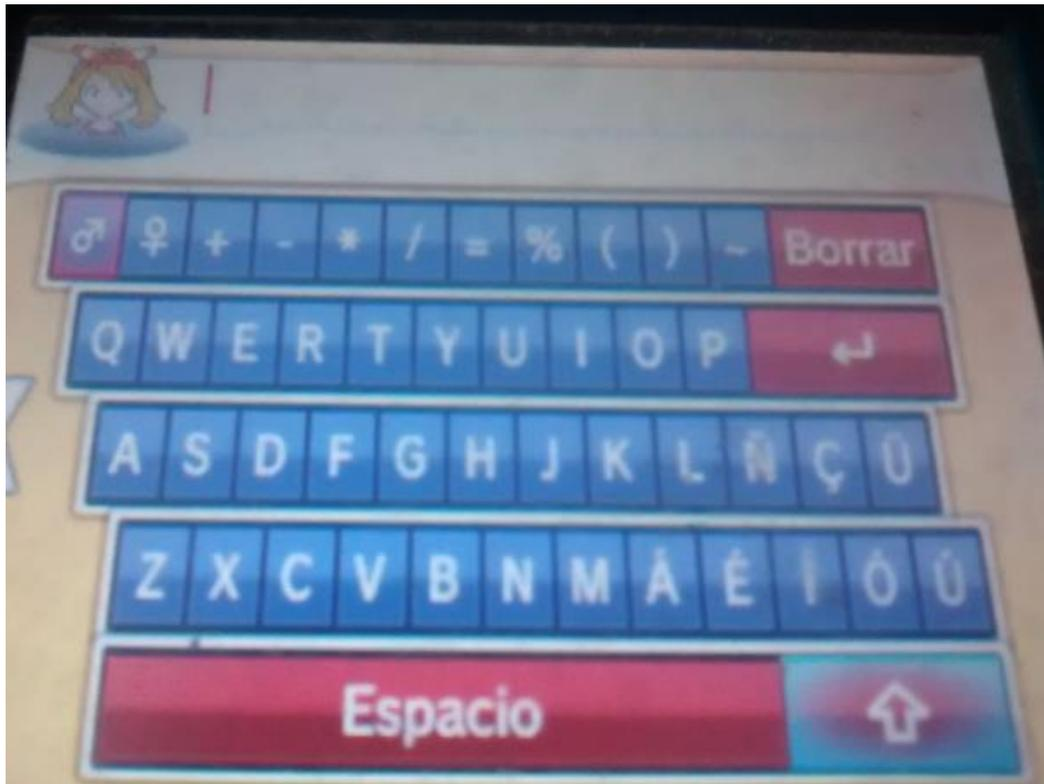 ♂ ♀ + - * / = % ( ) ~ Borrar
Q W E R T Y U I O P ↵
A S D F G H J K L Ñ Ç Ü
Z X C V B N M Á É Í Ó Ú
Espacio ⇧